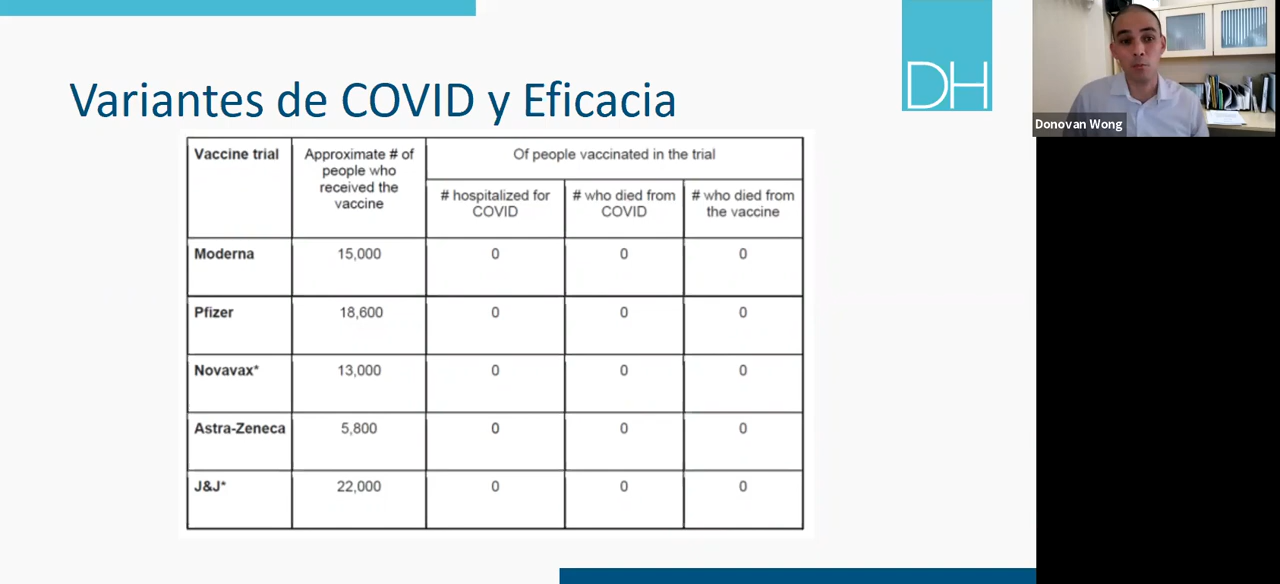 DH
Donovan Wong
Variantes de COVID y Eficacia
Vaccine trial
Approximate # of
people who
received the
vaccine
Of people vaccinated in the trial
# hospitalized for
COVID
# who died from
COVID
# who died from
the vaccine
Moderna 15,000 0 0 0
Pfizer 18,600 0 0 0
Novavax* 13,000 0 0 0
Astra-Zeneca 5,800 0 0 0
J&J* 22,000 0 0 0